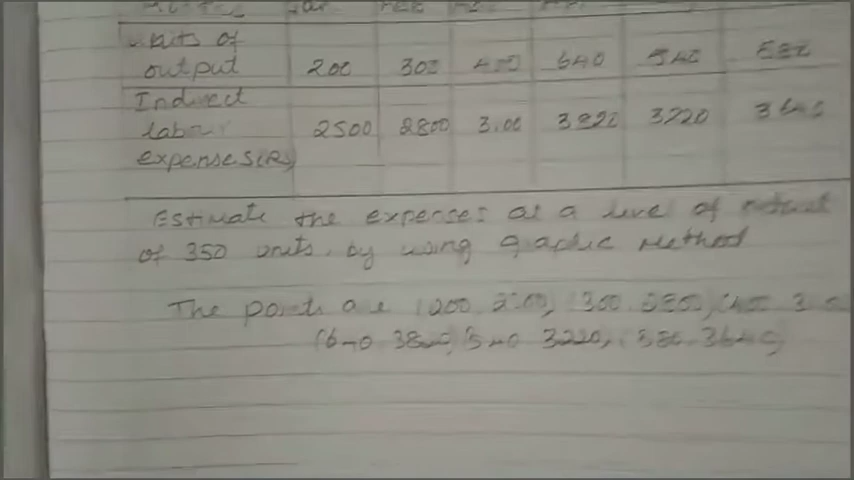 units of
output 200 300 400 640 540 580
Indirect
labour 2500 2800 3100 3820 3220 3640
expenses(Rs)
Estimate the expenses at a level of output
of 350 units, by using graphic Method
The points are (200, 2500), (300, 2800), (400, 3100
(640 3820), (540 3220), (580, 3640)